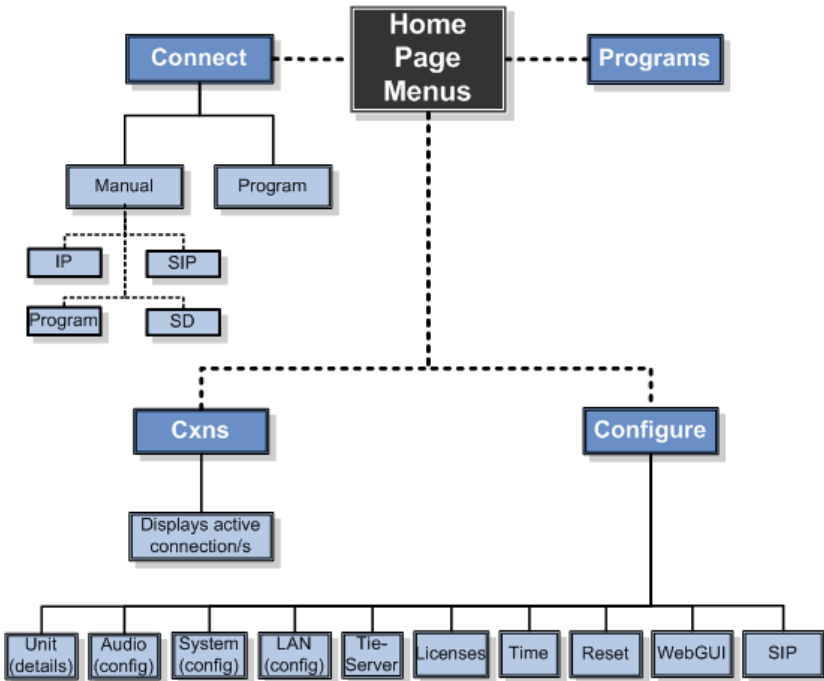 Home
Page
Menus
Connect
Programs
Manual
Program
IP
SIP
Program
SD
Cxns
Configure
Displays active
connection/s
Unit
(details)
Audio
(config)
System
(config)
LAN
(config)
Tie-
Server
Licenses
Time
Reset
WebGUI
SIP